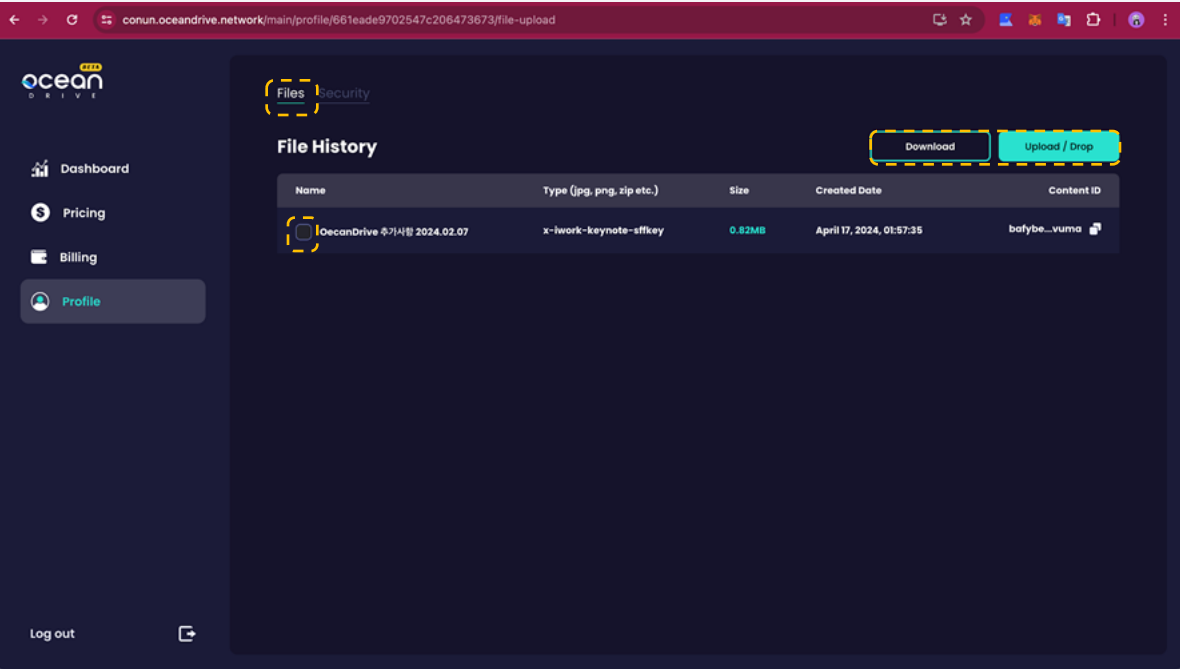 conun.oceandrive.network/main/profile/661eade9702547c206473673/file-upload
BETA
ocean
DRIVE
Files Security
File History
Download
Upload / Drop
Name Type (jpg, png, zip etc.) Size Created Date Content ID
OecanDrive 추가사항 2024.02.07 x-iwork-keynote-sffkey 0.82MB April 17, 2024, 01:57:35 bafybe...vuma
Dashboard
Pricing
Billing
Profile
Log out